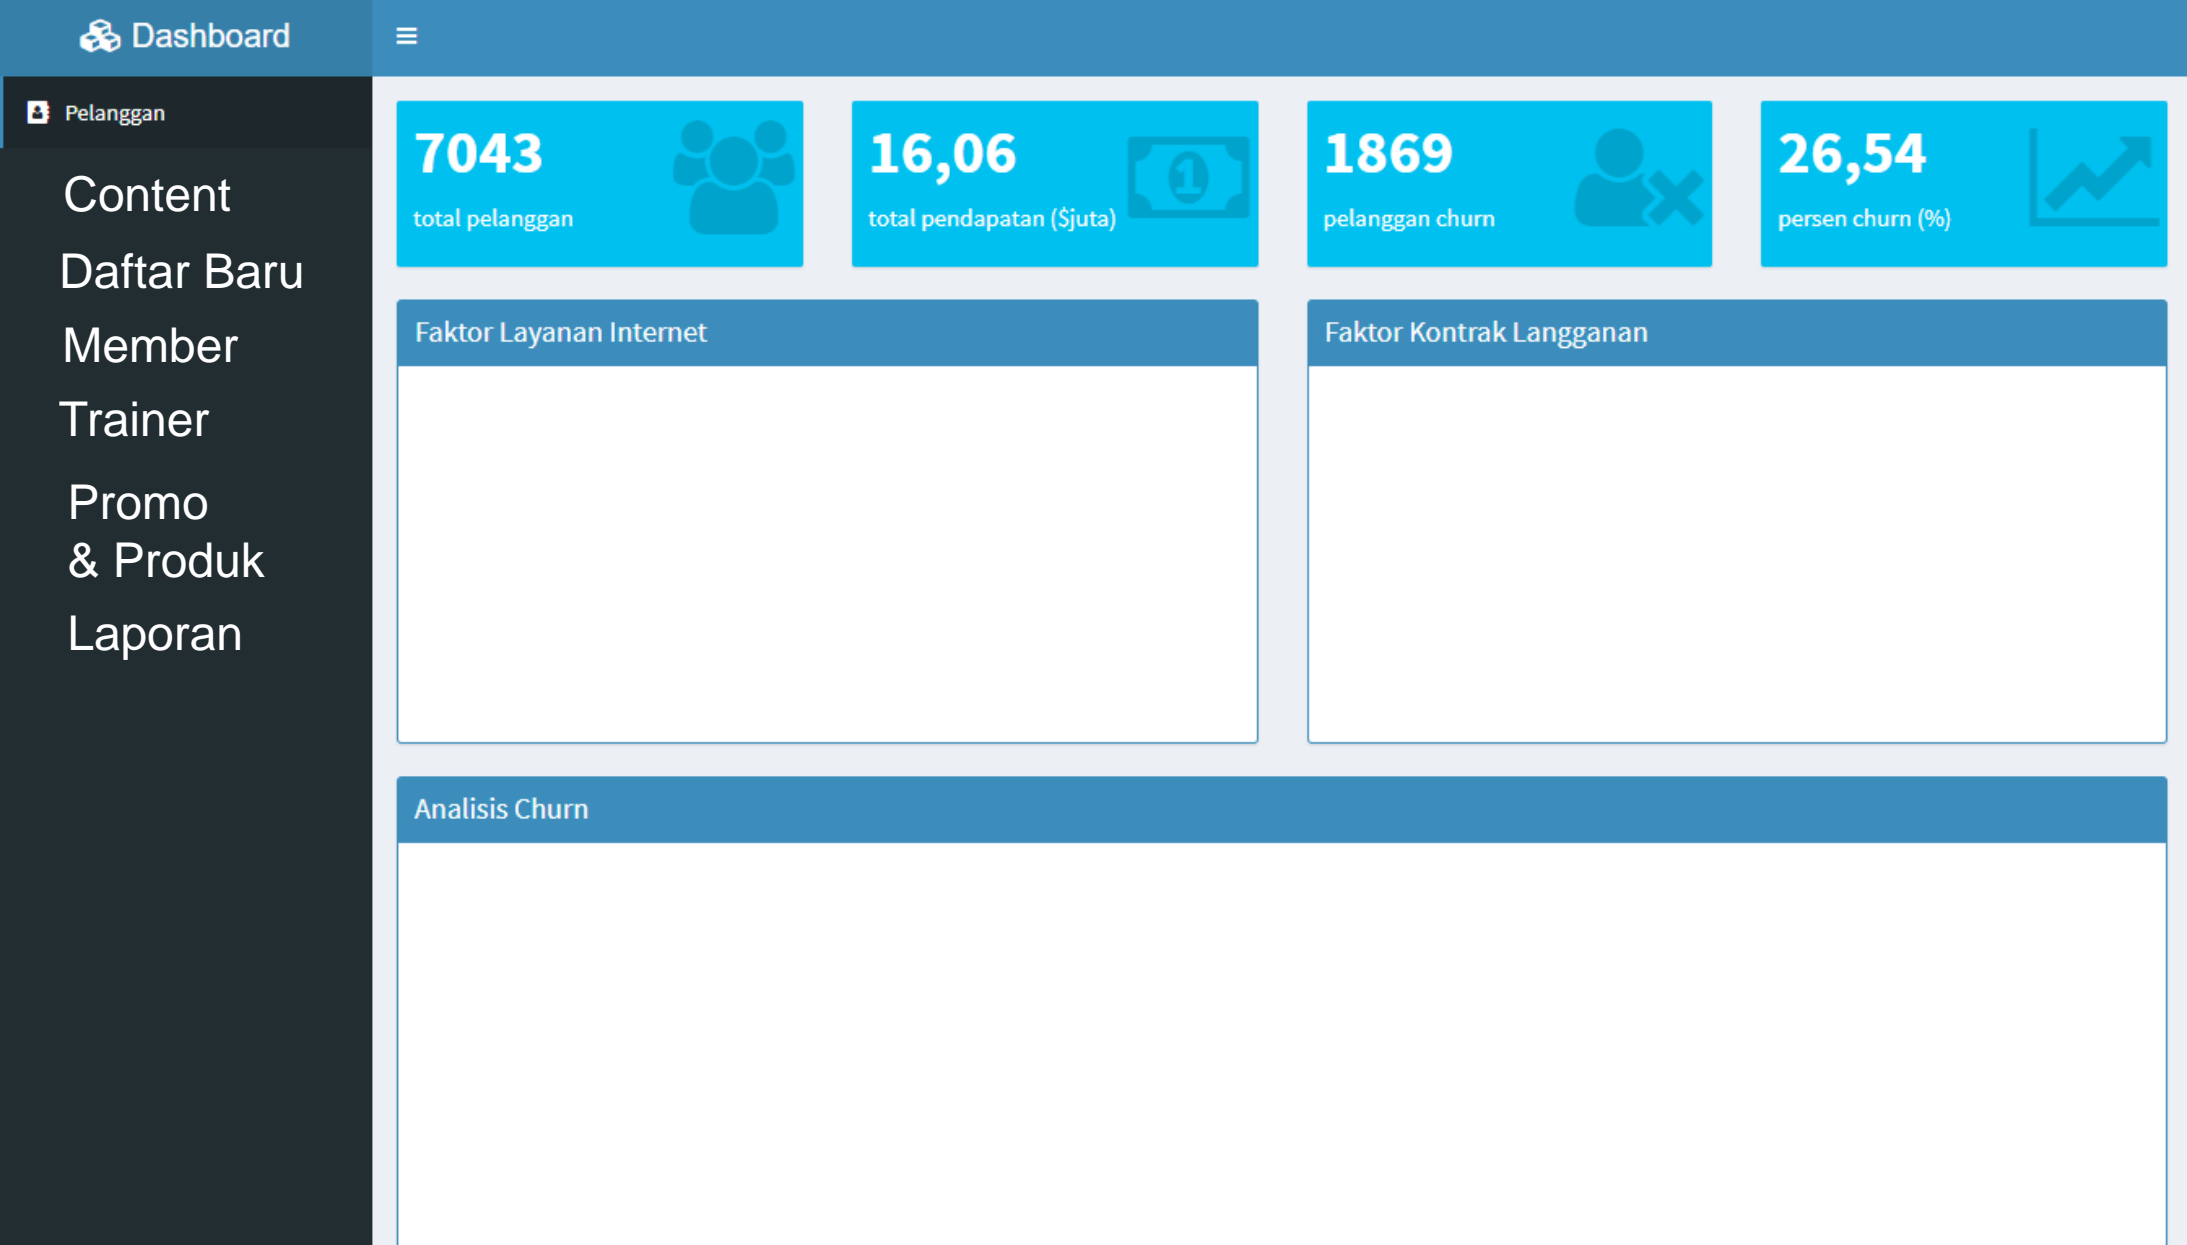 Dashboard
Pelanggan
Content
Daftar Baru
Member
Trainer
Promo
& Produk
Laporan
7043
total pelanggan
16,06
total pendapatan ($juta)
1
1869
pelanggan churn
26,54
persen churn (%)
Faktor Layanan Internet
Faktor Kontrak Langganan
Analisis Churn